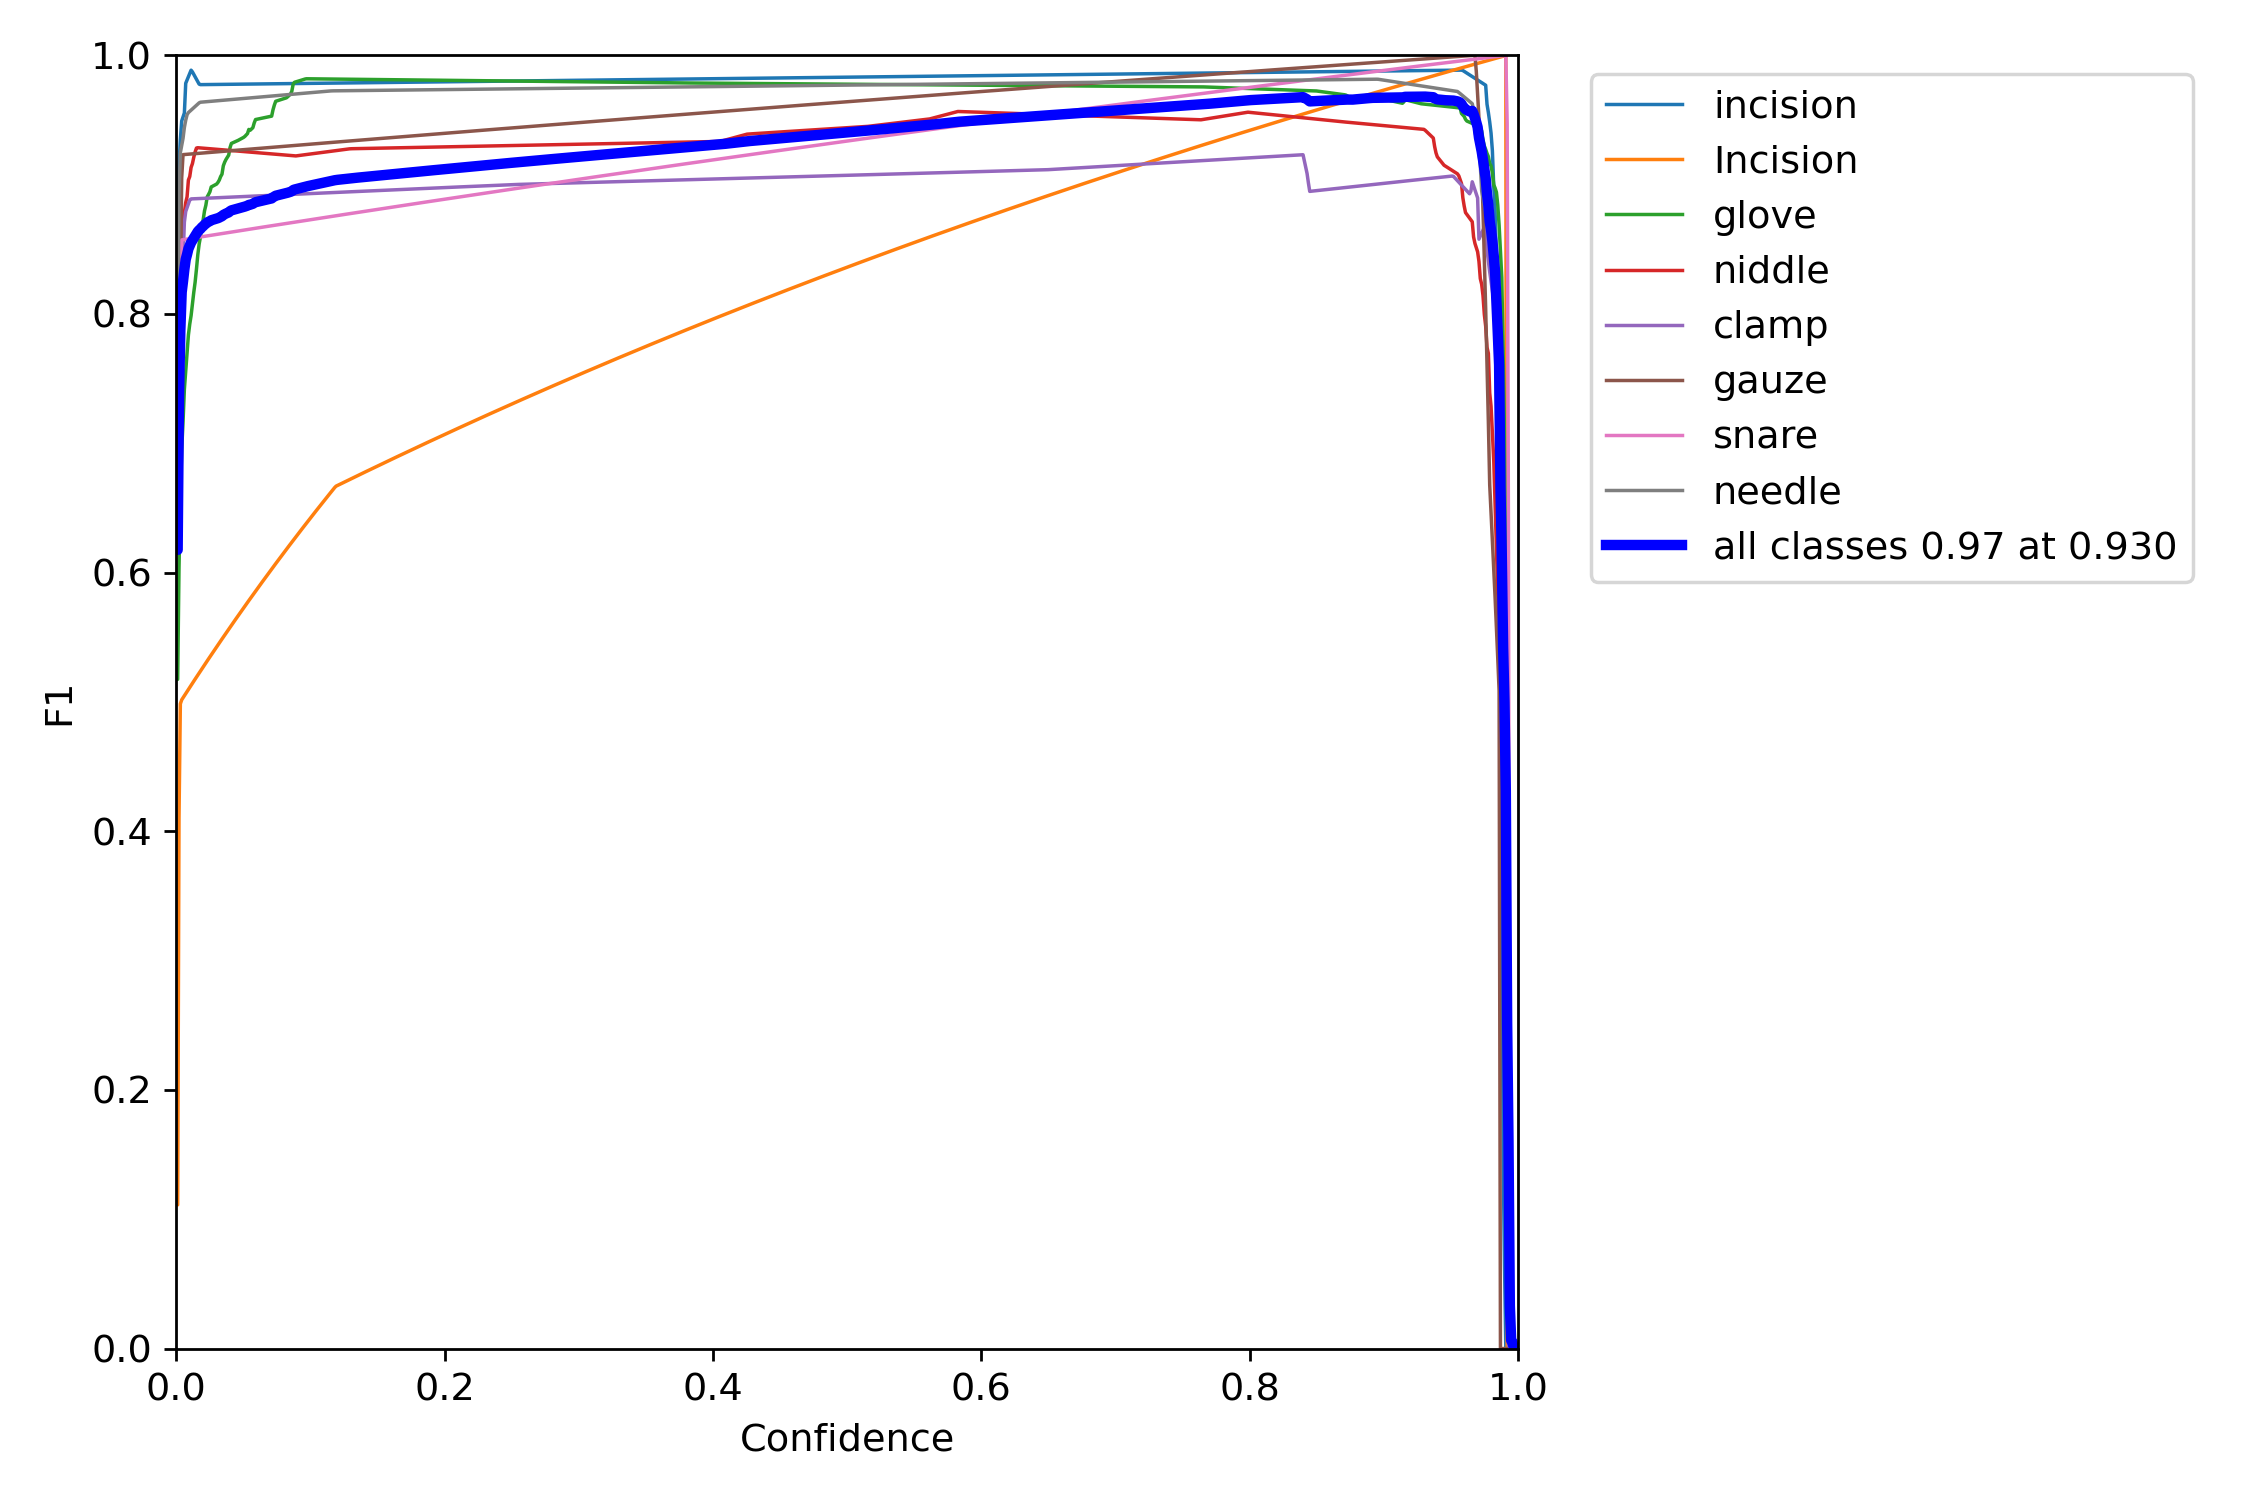 1.0
0.8
0.6
0.4
0.2
0.0
F1
0.0 0.2 0.4 0.6 0.8 1.0
Confidence
incision
Incision
glove
niddle
clamp
gauze
snare
needle
all classes 0.97 at 0.930